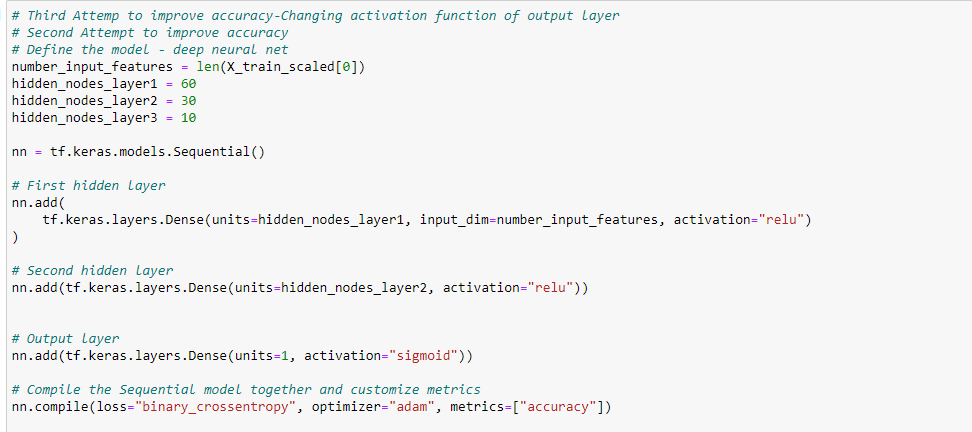 # Third Attemp to improve accuracy-Changing activation function of output layer
# Second Attempt to improve accuracy
# Define the model - deep neural net
number_input_features = len(X_train_scaled[0])
hidden_nodes_layer1 = 60
hidden_nodes_layer2 = 30
hidden_nodes_layer3 = 10
nn = tf.keras.models.Sequential()
# First hidden layer
nn.add(
    tf.keras.layers.Dense(units=hidden_nodes_layer1, input_dim=number_input_features, activation="relu")
)
# Second hidden layer
nn.add(tf.keras.layers.Dense(units=hidden_nodes_layer2, activation="relu"))
# Output layer
nn.add(tf.keras.layers.Dense(units=1, activation="sigmoid"))
# Compile the Sequential model together and customize metrics
nn.compile(loss="binary_crossentropy", optimizer="adam", metrics=["accuracy"])